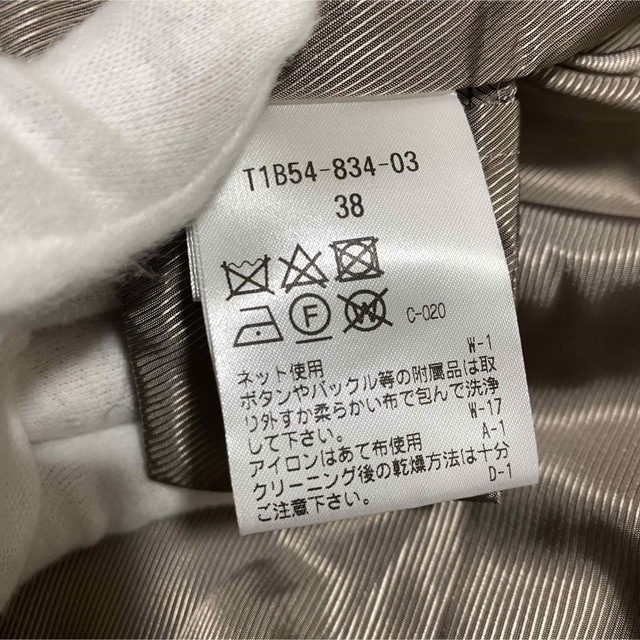 T1B54-834-03
38
F
W
C-020
W-1
ネット使用
ボタンやバックル等の附属品は取
り外すか柔らかい布で包んで洗浄
して下さい。 W-17
アイロンはあて布使用 A-1
クリーニング後の乾燥方法は十分
ご注意下さい。 D-1